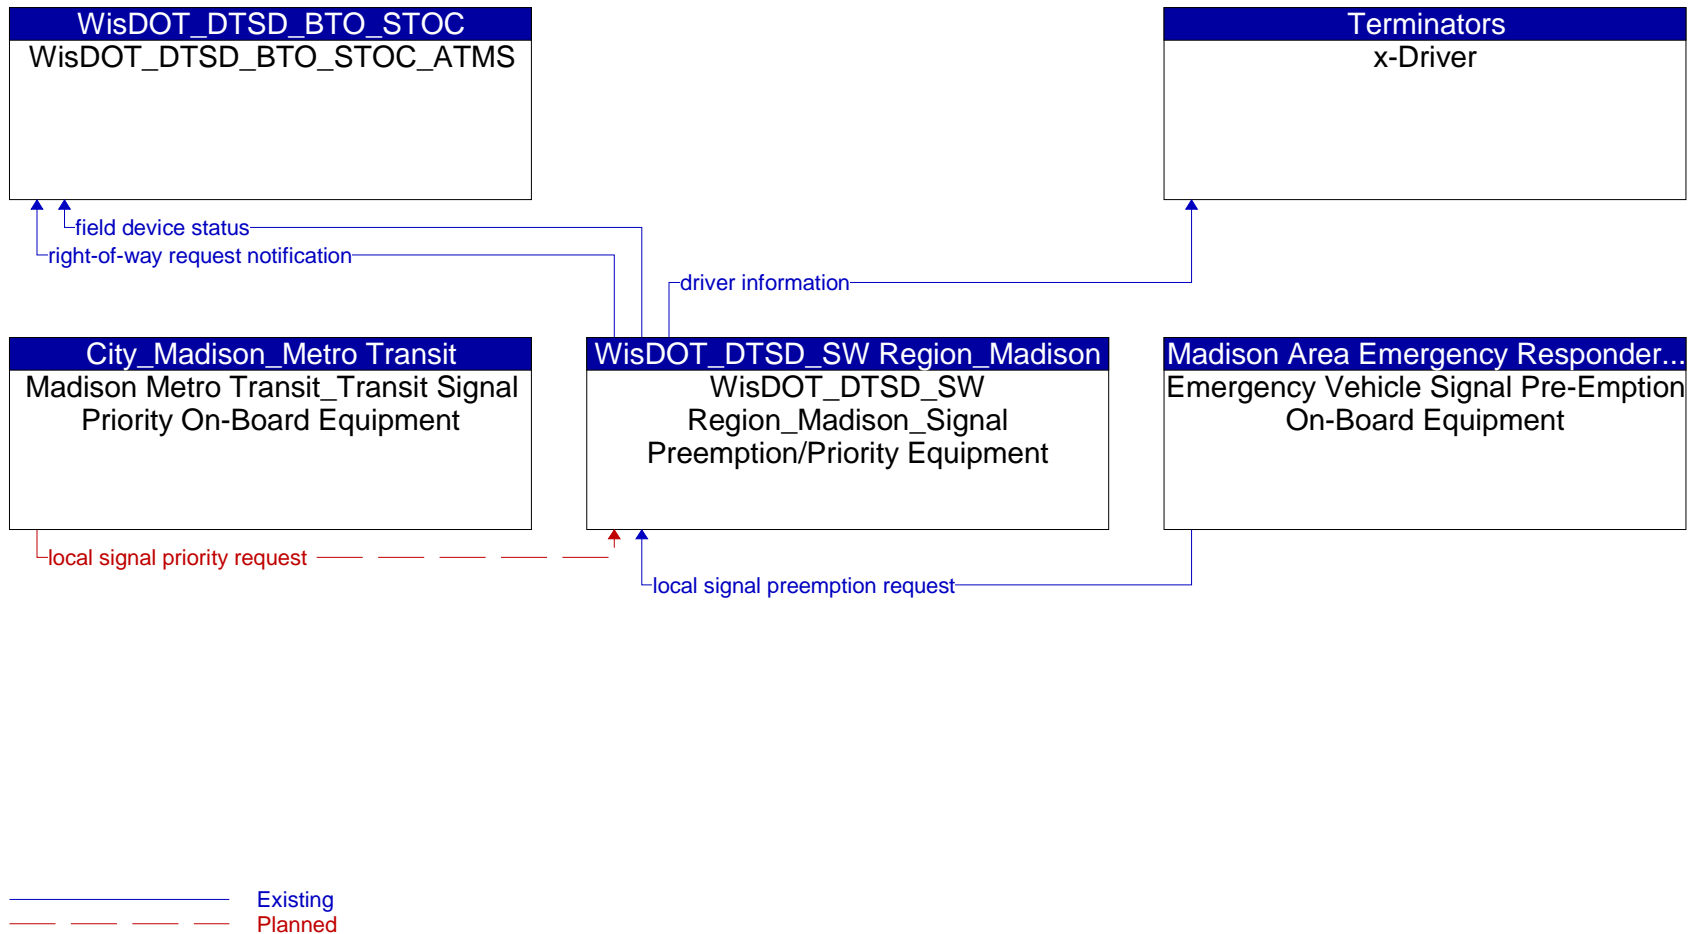 WisDOT_DTSD_BTO_STOC
WisDOT_DTSD_BTO_STOC_ATMS
Terminators
x-Driver
field device status
right-of-way request notification
driver information
City_Madison_Metro Transit
Madison Metro Transit_Transit Signal
Priority On-Board Equipment
WisDOT_DTSD_SW Region_Madison
WisDOT_DTSD_SW
Region_Madison_Signal
Preemption/Priority Equipment
Madison Area Emergency Responder...
Emergency Vehicle Signal Pre-Emption
On-Board Equipment
local signal priority request
local signal preemption request
Existing
Planned